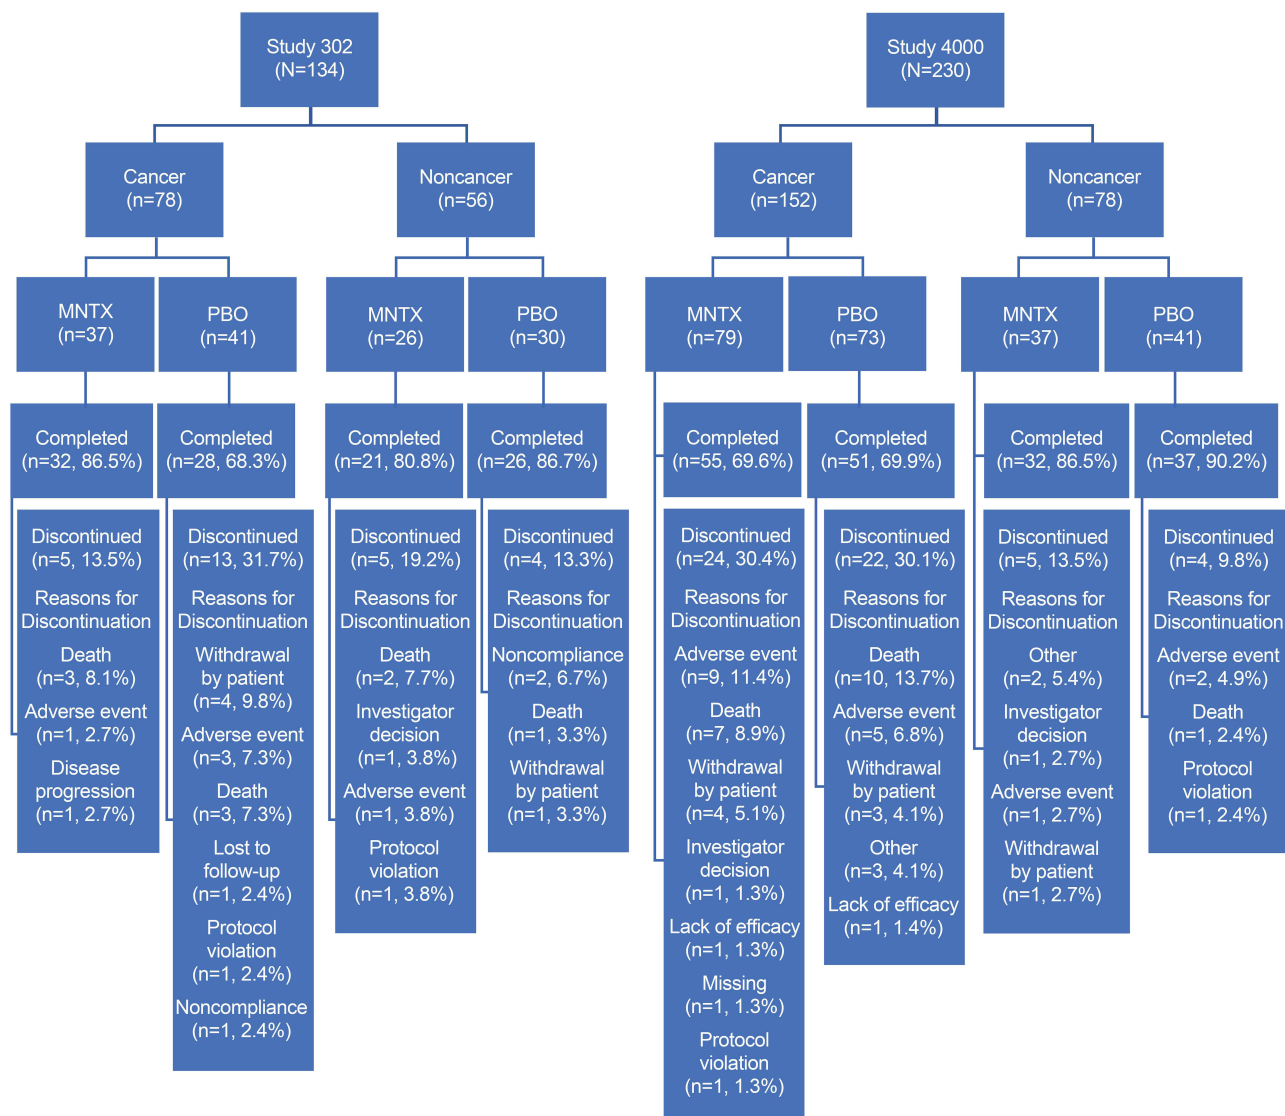 Study 302
(N=134)
Study 4000
(N=230)
Cancer
(n=78)
Noncancer
(n=56)
Cancer
(n=152)
Noncancer
(n=78)
MNTX
(n=37)
PBO
(n=41)
MNTX
(n=26)
PBO
(n=30)
MNTX
(n=79)
PBO
(n=73)
MNTX
(n=37)
PBO
(n=41)
Completed
(n=32, 86.5%)
Completed
(n=28, 68.3%)
Completed
(n=21, 80.8%)
Completed
(n=26, 86.7%)
Completed
(n=55, 69.6%)
Completed
(n=51, 69.9%)
Completed
(n=32, 86.5%)
Completed
(n=37, 90.2%)
Discontinued
(n=5, 13.5%)
Reasons for
Discontinuation
Death
(n=3, 8.1%)
Adverse event
(n=1, 2.7%)
Disease
progression
(n=1, 2.7%)
Discontinued
(n=13, 31.7%)
Reasons for
Discontinuation
Withdrawal
by patient
(n=4, 9.8%)
Adverse event
(n=3, 7.3%)
Death
(n=3, 7.3%)
Lost to
follow-up
(n=1, 2.4%)
Protocol
violation
(n=1, 2.4%)
Noncompliance
(n=1, 2.4%)
Discontinued
(n=5, 19.2%)
Reasons for
Discontinuation
Death
(n=2, 7.7%)
Investigator
decision
(n=1, 3.8%)
Adverse event
(n=1, 3.8%)
Protocol
violation
(n=1, 3.8%)
Discontinued
(n=4, 13.3%)
Reasons for
Discontinuation
Noncompliance
(n=2, 6.7%)
Death
(n=1, 3.3%)
Withdrawal
by patient
(n=1, 3.3%)
Discontinued
(n=24, 30.4%)
Reasons for
Discontinuation
Adverse event
(n=9, 11.4%)
Death
(n=7, 8.9%)
Withdrawal
by patient
(n=4, 5.1%)
Investigator
decision
(n=1, 1.3%)
Lack of efficacy
(n=1, 1.3%)
Missing
(n=1, 1.3%)
Protocol
violation
(n=1, 1.3%)
Discontinued
(n=22, 30.1%)
Reasons for
Discontinuation
Death
(n=10, 13.7%)
Adverse event
(n=5, 6.8%)
Withdrawal
by patient
(n=3, 4.1%)
Other
(n=3, 4.1%)
Lack of efficacy
(n=1, 1.4%)
Discontinued
(n=5, 13.5%)
Reasons for
Discontinuation
Other
(n=2, 5.4%)
Investigator
decision
(n=1, 2.7%)
Adverse event
(n=1, 2.7%)
Withdrawal
by patient
(n=1, 2.7%)
Discontinued
(n=4, 9.8%)
Reasons for
Discontinuation
Adverse event
(n=2, 4.9%)
Death
(n=1, 2.4%)
Protocol
violation
(n=1, 2.4%)